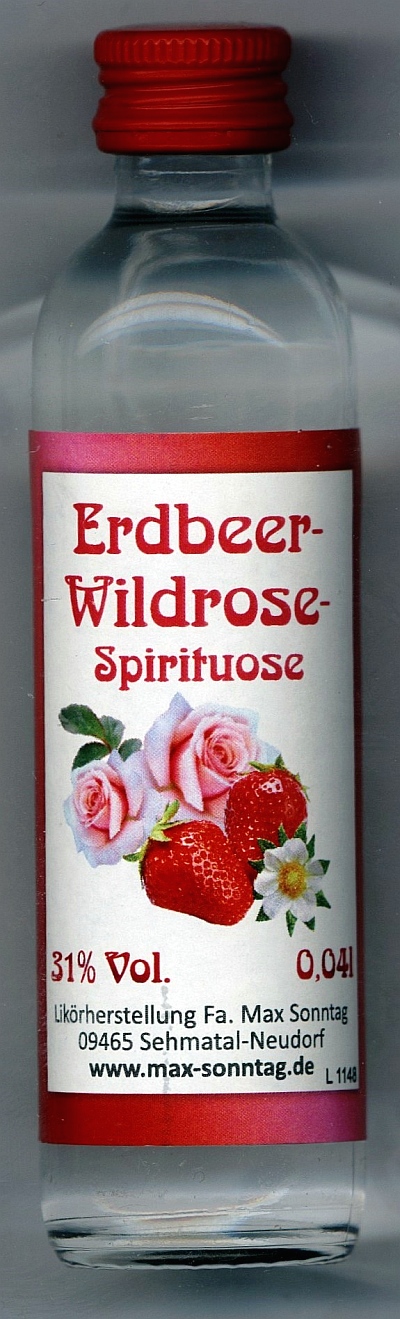 Erdbeer-
Wildrose-
Spirituose
31% Vol. 0,04l
Likörherstellung Fa. Max Sonntag
09465 Sehmatal-Neudorf
www.max-sonntag.de L 1148